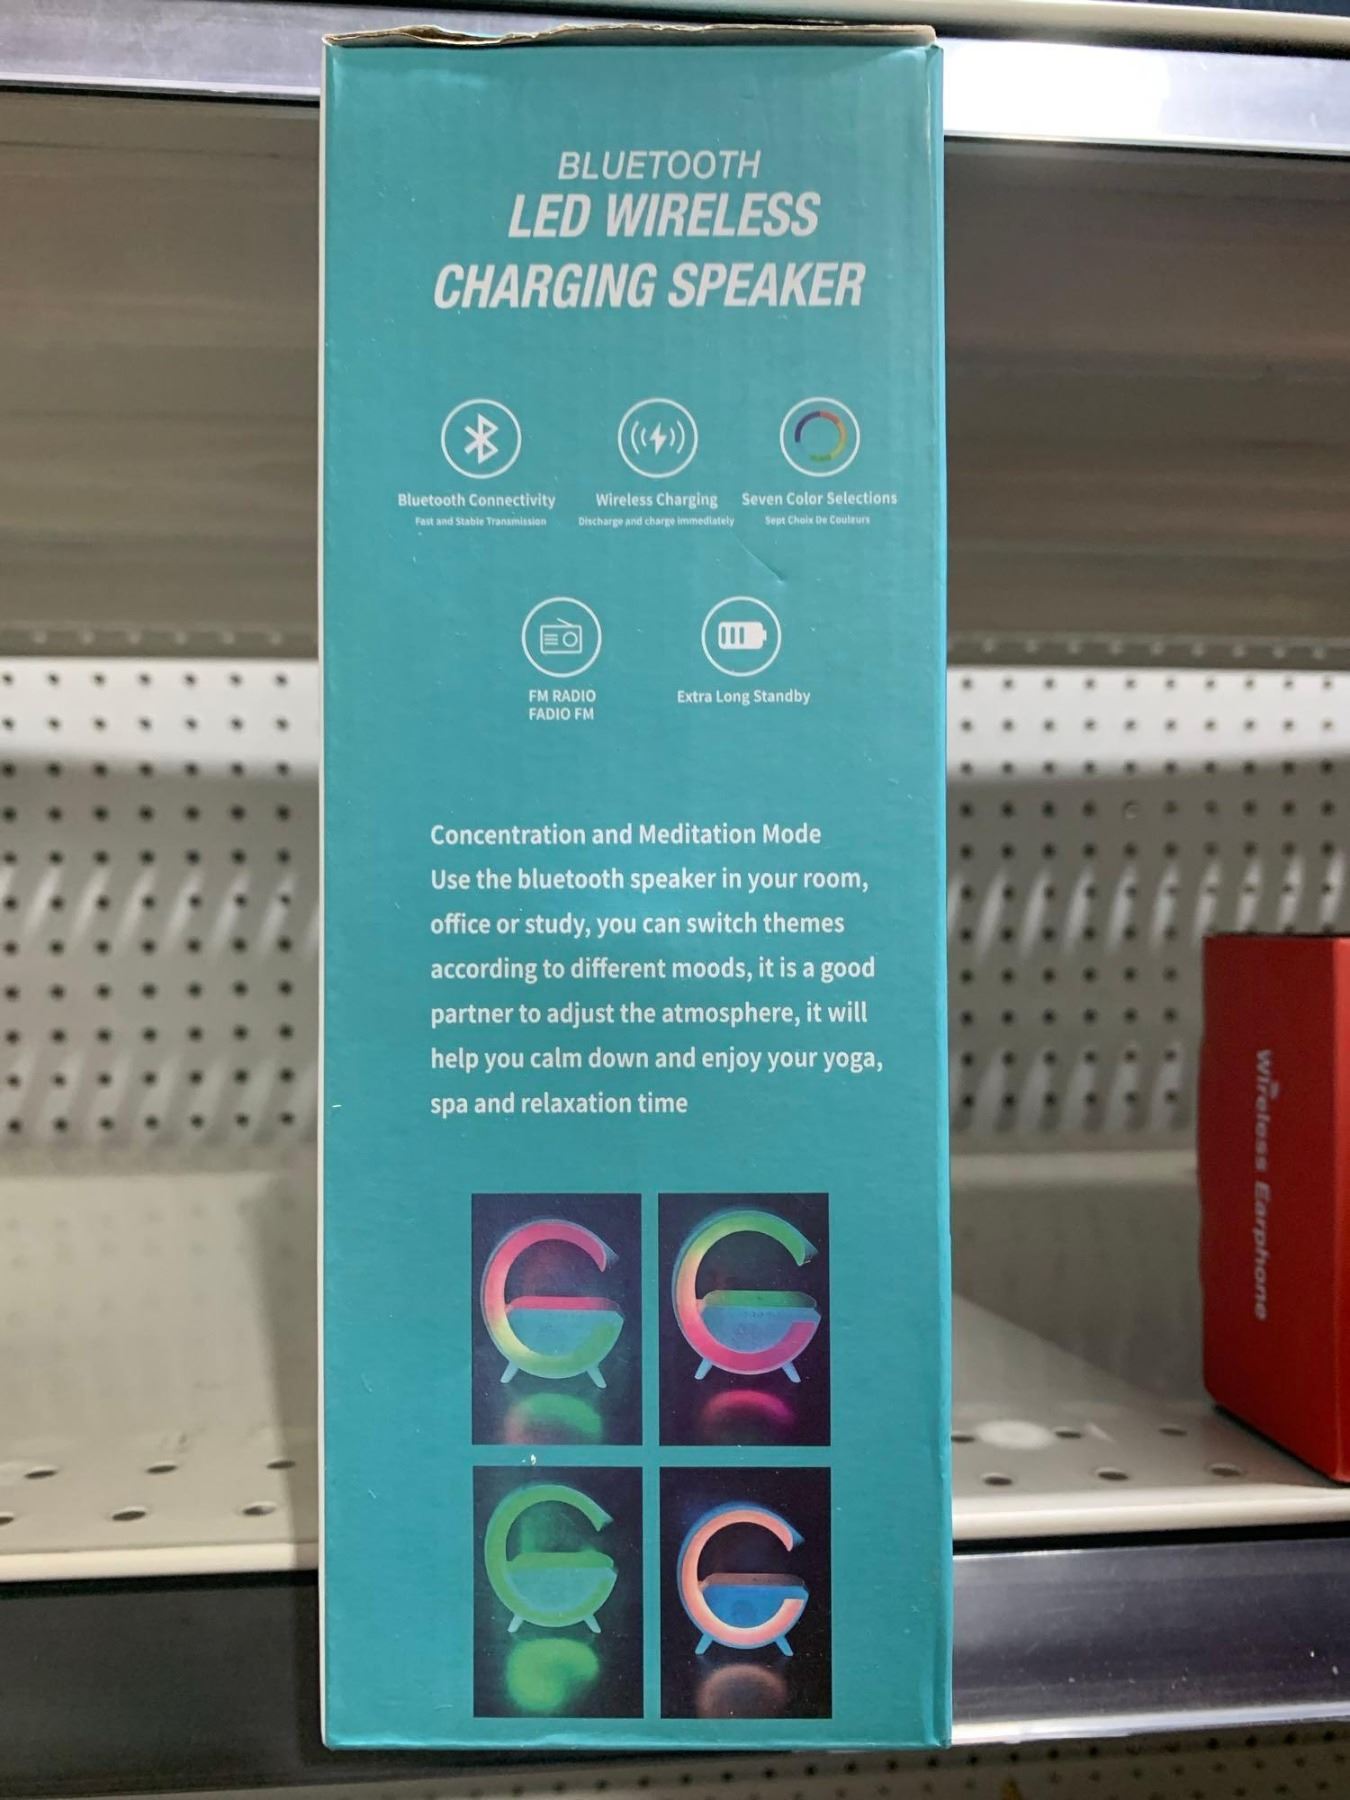 BLUETOOTH
LED WIRELESS
CHARGING SPEAKER
Bluetooth Connectivity
Fast and Stable Transmission
Wireless Charging
Discharge and charge immediately
Seven Color Selections
Sept Choix De Couleurs
FM RADIO
FADIO FM
Extra Long Standby
Concentration and Meditation Mode
Use the bluetooth speaker in your room,
office or study, you can switch themes
according to different moods, it is a good
partner to adjust the atmosphere, it will
help you calm down and enjoy your yoga,
spa and relaxation time
Wireless Earphone